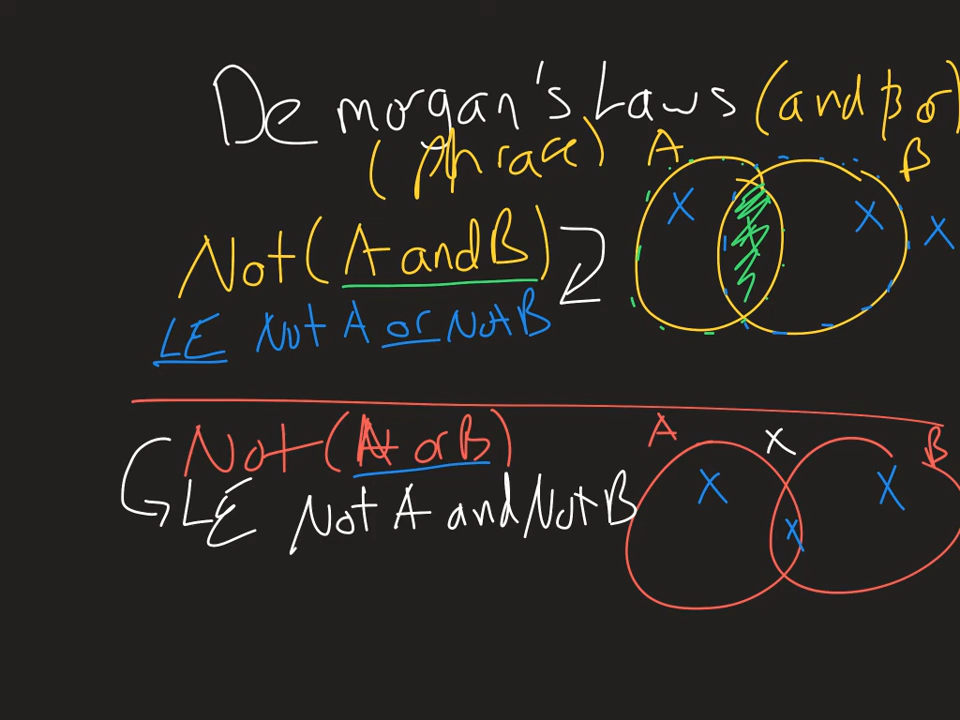 De morgan's Laws (and & or)
(phrase)
A
B
Not (A and B)
X
X
X
X
LE Not A or Not B
Not (A or B)
A
X
B
LE Not A and Not B
X
X
X